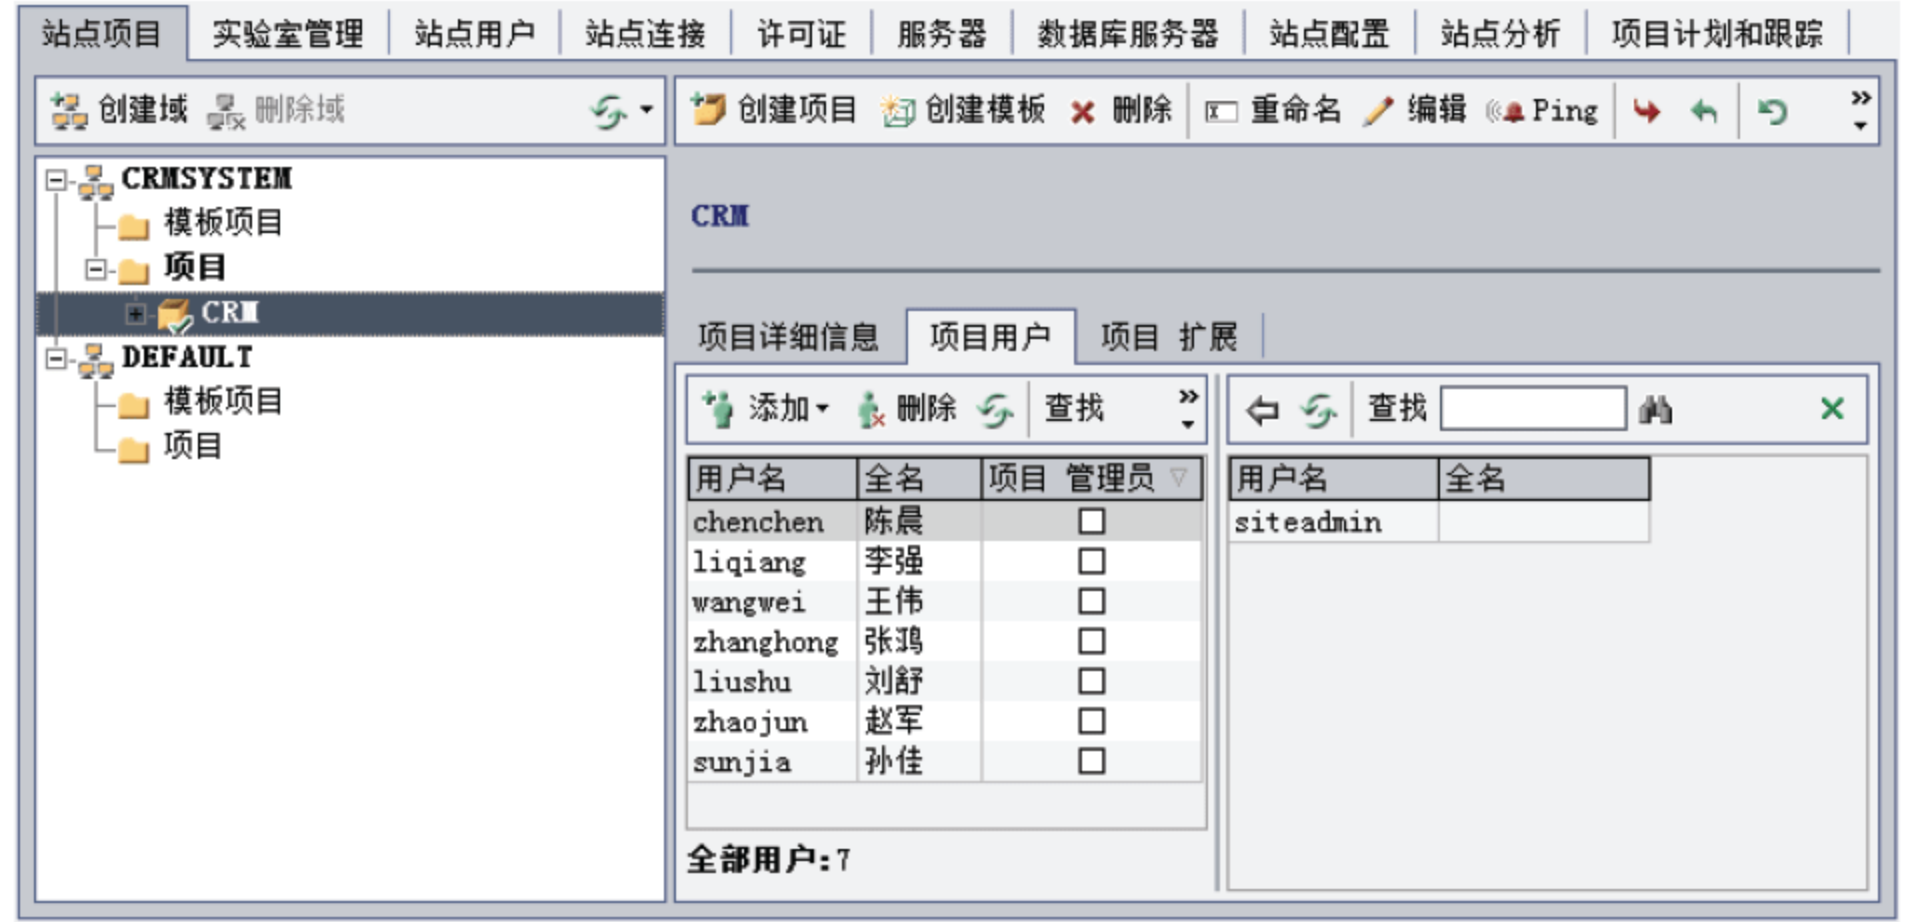 站点项目 实验室管理 站点用户 站点连接 许可证 服务器 数据库服务器 站点配置 站点分析 项目计划和跟踪
创建域 删除域
创建项目 创建模板 删除 重命名 编辑 Ping
CRMSYSTEM
模板项目
项目
CRM
DEFAULT
模板项目
项目
CRM
项目详细信息 项目用户 项目 扩展
添加 删除 查找
查找
用户名 全名 项目 管理员
chenchen 陈晨
liqiang 李强
wangwei 王伟
zhanghong 张鸿
liushu 刘舒
zhaojun 赵军
sunjia 孙佳
全部用户:7
用户名 全名
siteadmin